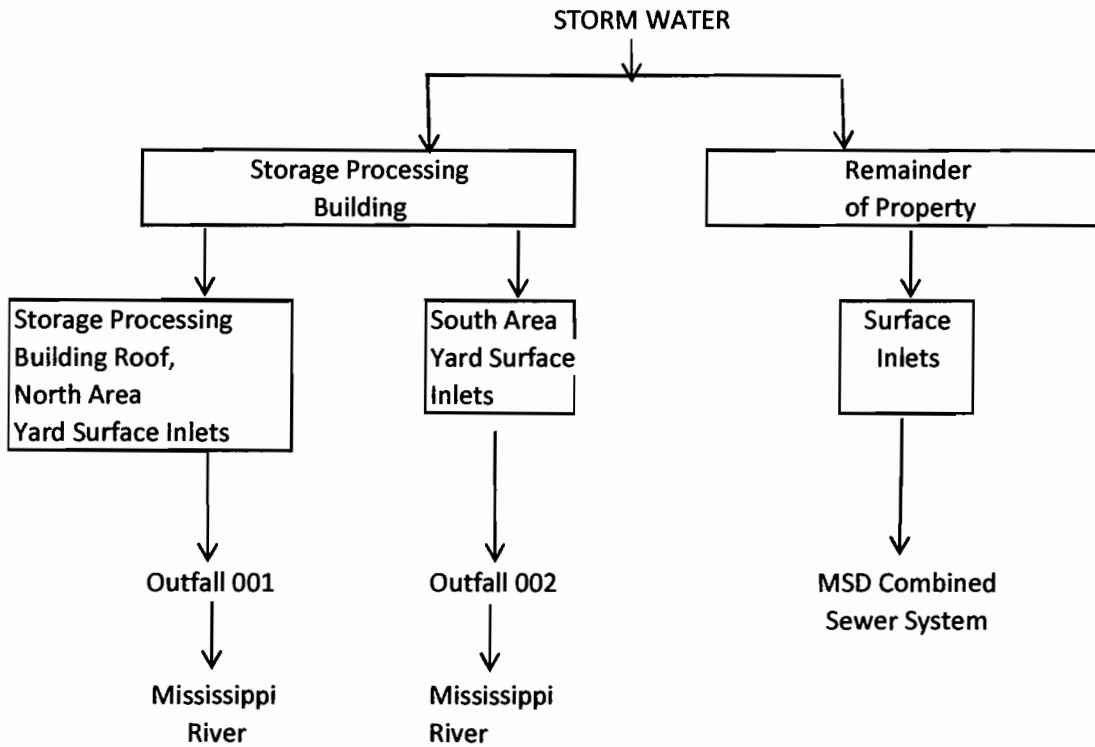 STORM WATER
Storage Processing
Building
Remainder
of Property
Storage Processing
Building Roof,
North Area
Yard Surface Inlets
South Area
Yard Surface
Inlets
Surface
Inlets
Outfall 001
Outfall 002
MSD Combined
Sewer System
Mississippi
River
Mississippi
River